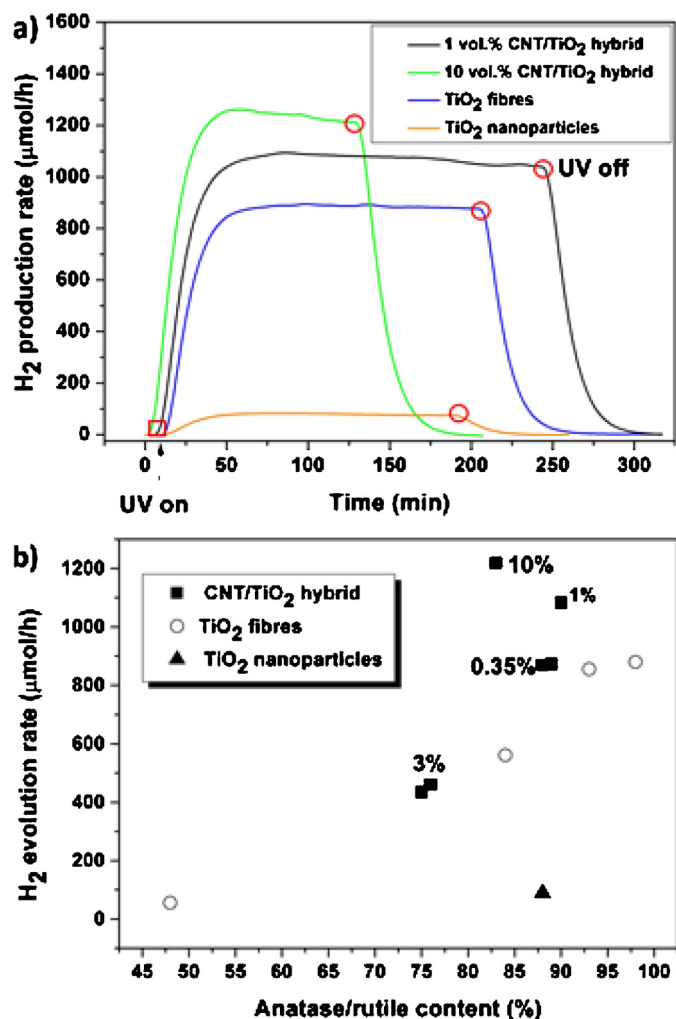 a)
1600
1400
1200
1000
800
600
400
200
0
H2 production rate (µmol/h)
1 vol.% CNT/TiO2 hybrid
10 vol.% CNT/TiO2 hybrid
TiO2 fibres
TiO2 nanoparticles
UV off
0 50 100 150 200 250 300
UV on
Time (min)
b)
1200
1000
800
600
400
200
0
H2 evolution rate (µmol/h)
CNT/TiO2 hybrid
TiO2 fibres
TiO2 nanoparticles
10%
1%
0.35%
3%
45 50 55 60 65 70 75 80 85 90 95 100
Anatase/rutile content (%)